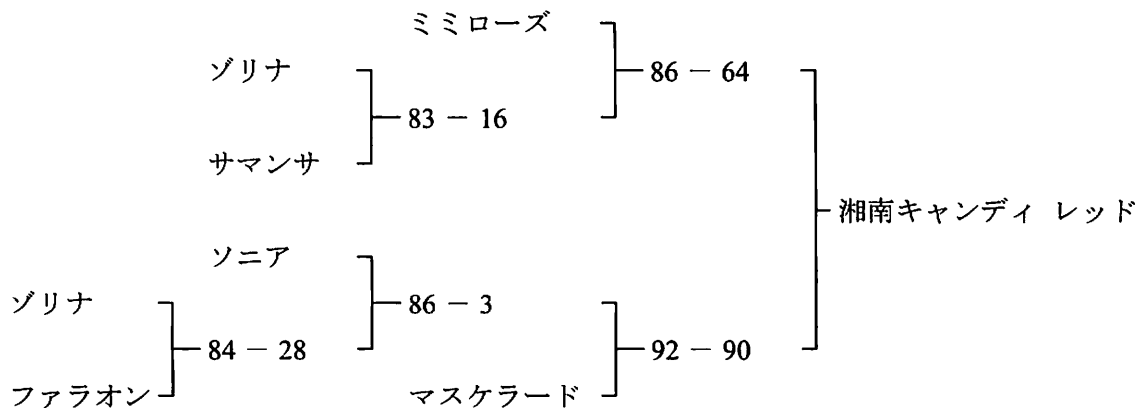 ミミローズ
ゾリナ
86 − 64
83 − 16
サマンサ
湘南キャンディ レッド
ソニア
ゾリナ
86 − 3
84 − 28
92 − 90
ファラオン
マスケラード